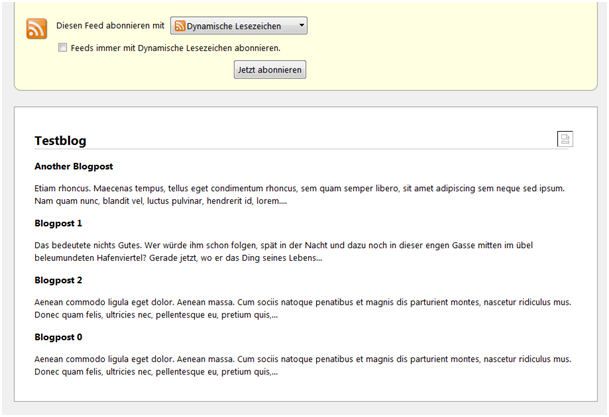 Diesen Feed abonnieren mit Dynamische Lesezeichen
Feeds immer mit Dynamische Lesezeichen abonnieren.
Jetzt abonnieren
Testblog
Another Blogpost
Etiam rhoncus. Maecenas tempus, tellus eget condimentum rhoncus, sem quam semper libero, sit amet adipiscing sem neque sed ipsum.
Nam quam nunc, blandit vel, luctus pulvinar, hendrerit id, lorem....
Blogpost 1
Das bedeutete nichts Gutes. Wer würde ihm schon folgen, spät in der Nacht und dazu noch in dieser engen Gasse mitten im übel
beleumundeten Hafenviertel? Gerade jetzt, wo er das Ding seines Lebens...
Blogpost 2
Aenean commodo ligula eget dolor. Aenean massa. Cum sociis natoque penatibus et magnis dis parturient montes, nascetur ridiculus mus.
Donec quam felis, ultricies nec, pellentesque eu, pretium quis,...
Blogpost 0
Aenean commodo ligula eget dolor. Aenean massa. Cum sociis natoque penatibus et magnis dis parturient montes, nascetur ridiculus mus.
Donec quam felis, ultricies nec, pellentesque eu, pretium quis,...